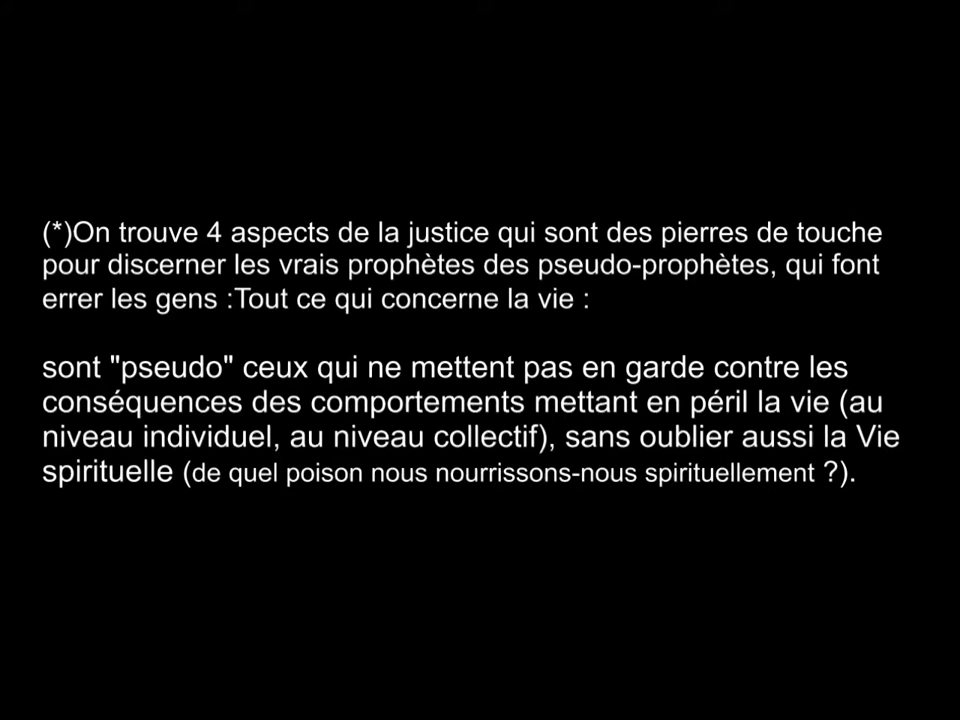 (*)On trouve 4 aspects de la justice qui sont des pierres de touche
pour discerner les vrais prophètes des pseudo-prophètes, qui font
errer les gens :Tout ce qui concerne la vie :
sont "pseudo" ceux qui ne mettent pas en garde contre les
conséquences des comportements mettant en péril la vie (au
niveau individuel, au niveau collectif), sans oublier aussi la Vie
spirituelle (de quel poison nous nourrissons-nous spirituellement ?).